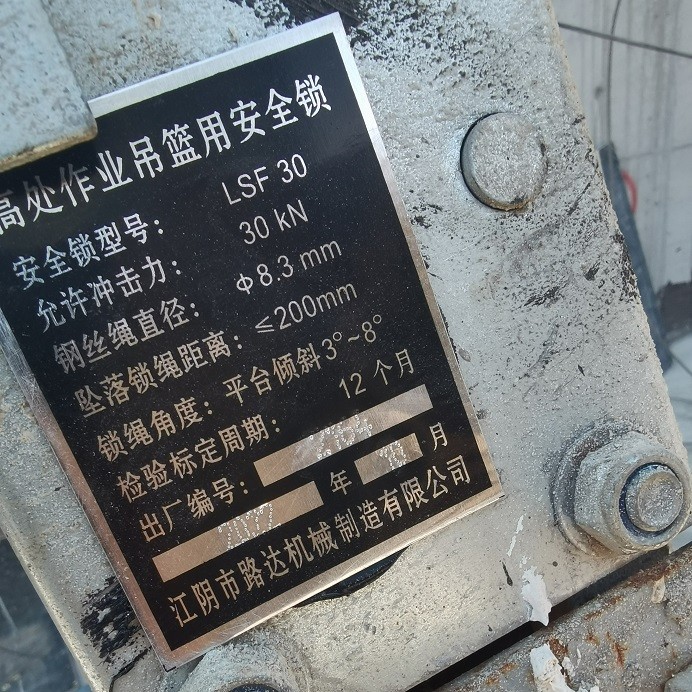 高处作业吊篮用安全锁
安全锁型号： LSF 30
允许冲击力： 30 kN
钢丝绳直径： Φ8.3 mm
坠落锁绳距离： ≤200mm
锁绳角度：平台倾斜3°~8°
检验标定周期： 12 个月
出厂编号： 2164
2022 年 10 月
江阴市路达机械制造有限公司